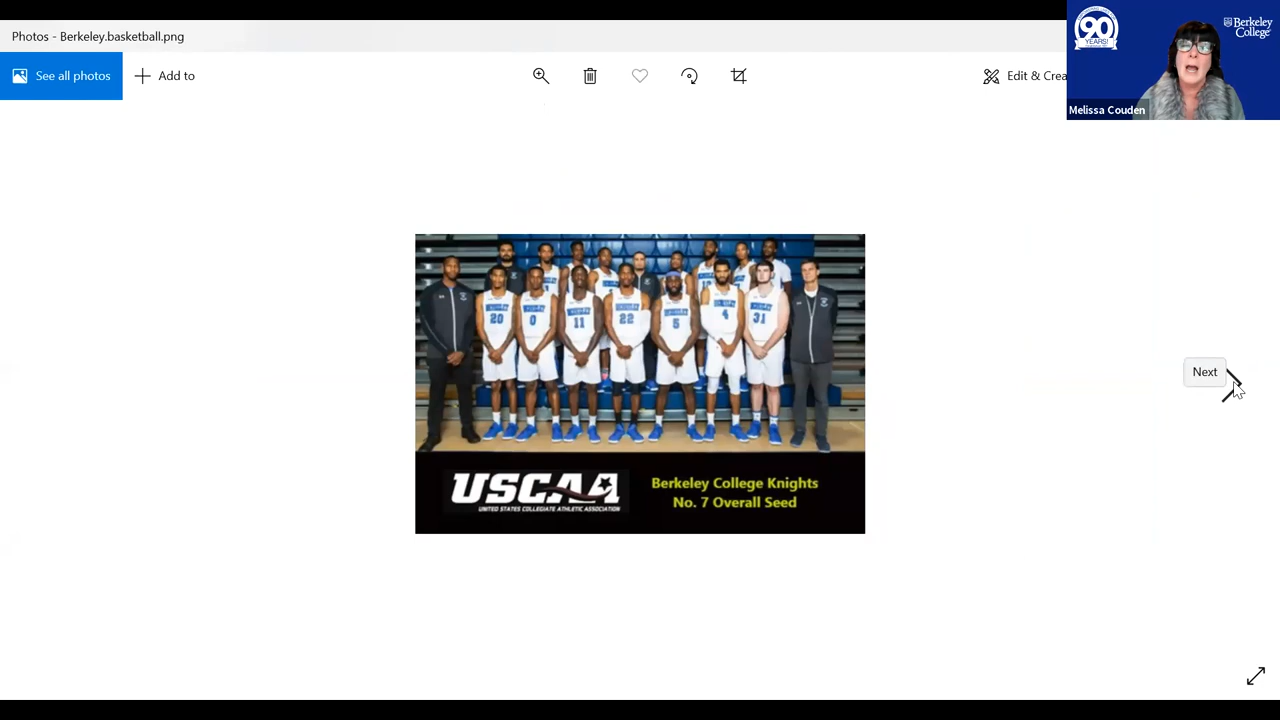 Photos - Berkeley.basketball.png
See all photos
Add to
Edit & Crea
90
YEARS!
Berkeley
College
Melissa Couden
Next
20
0
11
22
5
4
31
USCAA
UNITED STATES COLLEGIATE ATHLETIC ASSOCIATION
Berkeley College Knights
No. 7 Overall Seed